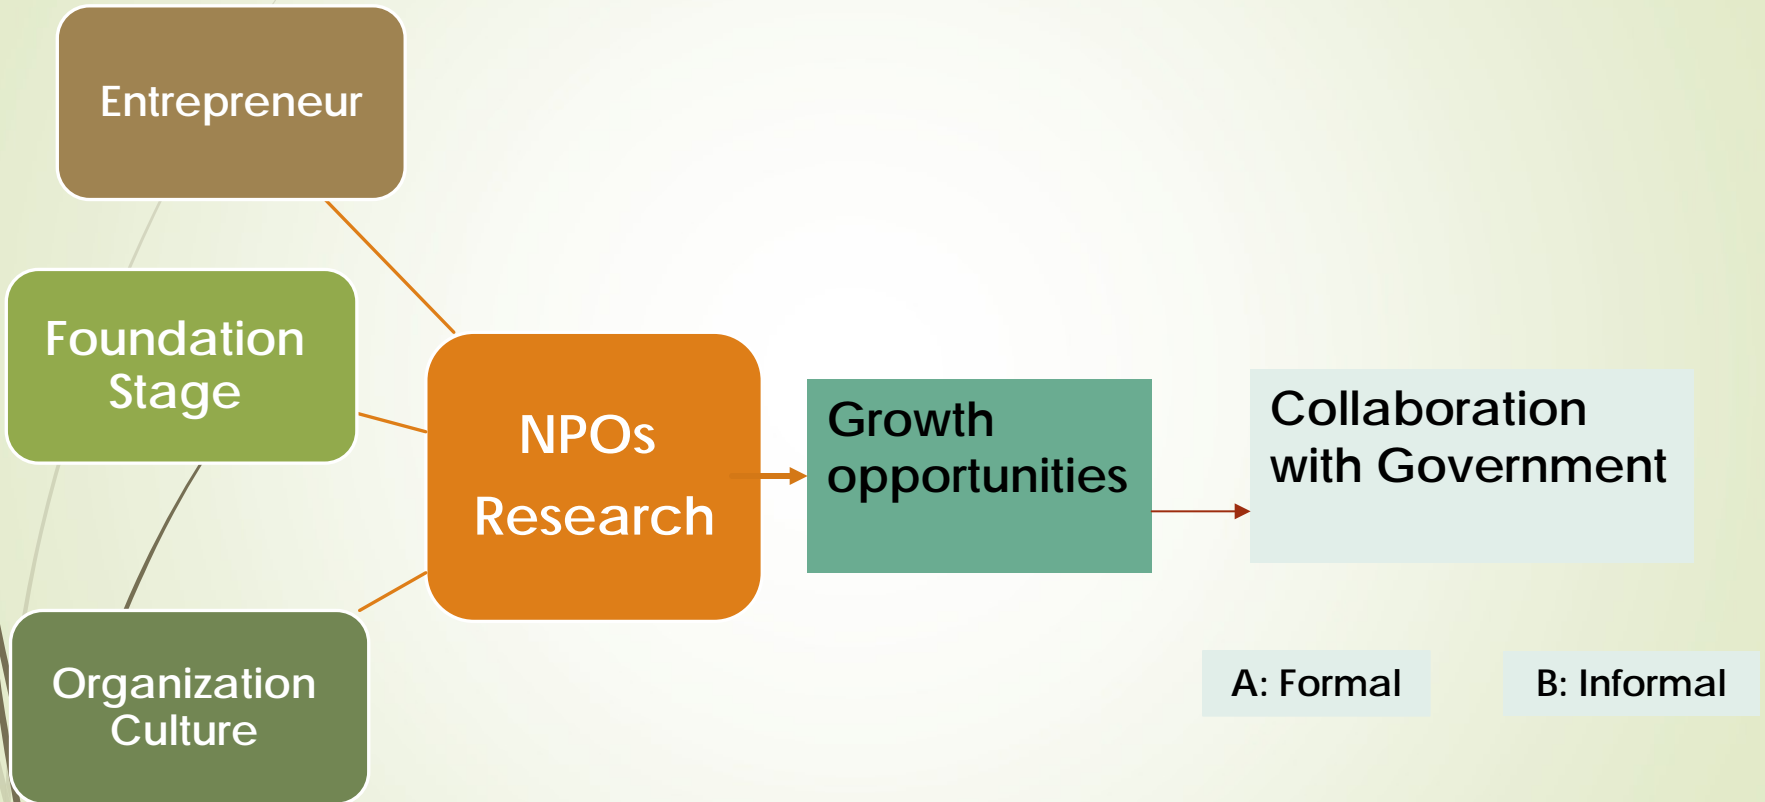 Entrepreneur
Foundation
Stage
Organization
Culture
NPOs
Research
Growth
opportunities
Collaboration
with Government
A: Formal
B: Informal